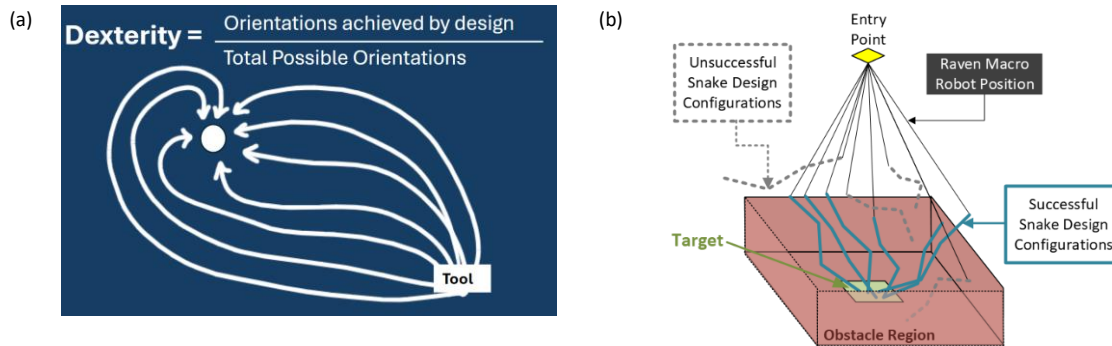 (a)
Dexterity =
Orientations achieved by design
Total Possible Orientations
Tool
(b)
Entry
Point
Unsuccessful
Snake Design
Configurations
Raven Macro
Robot Position
Successful
Snake Design
Configurations
Target
Obstacle Region